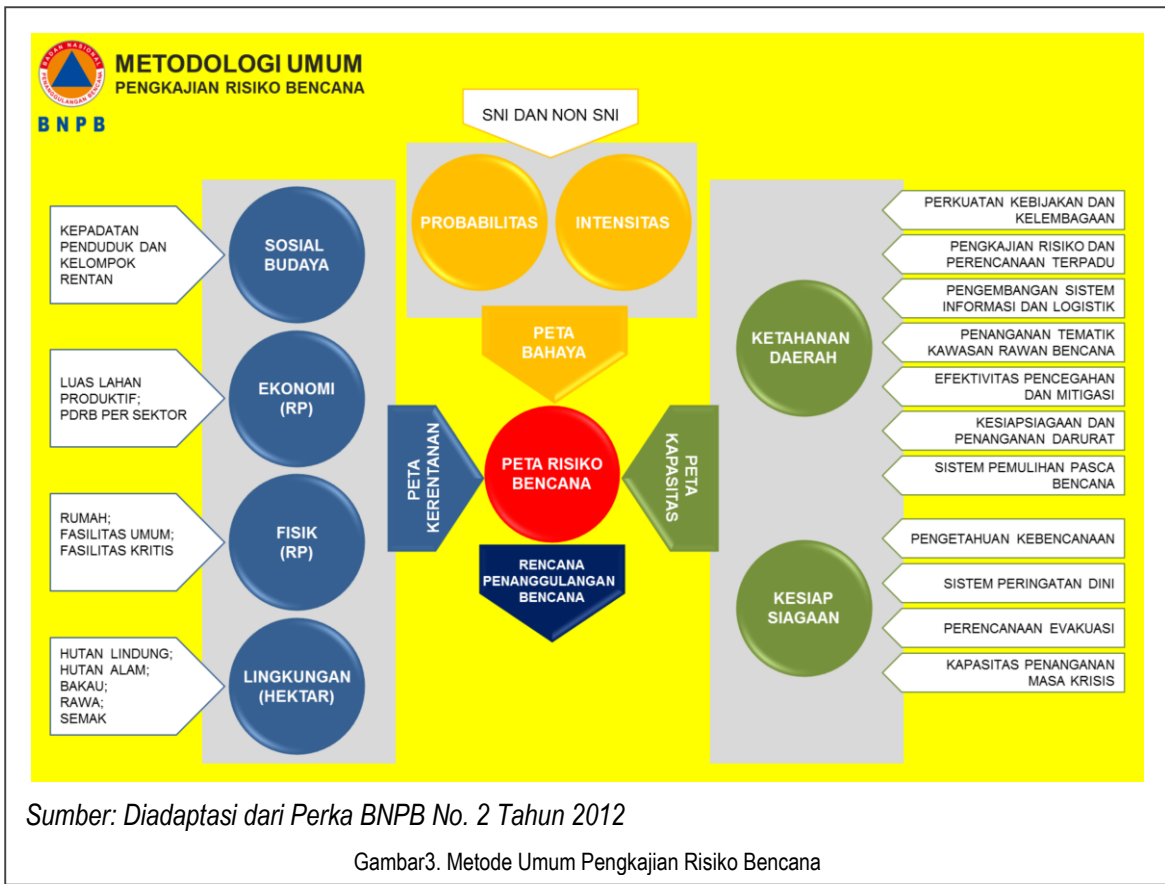 BADAN NASIONAL
PENANGGULANGAN BENCANA
BNPB
METODOLOGI UMUM
PENGKAJIAN RISIKO BENCANA
SNI DAN NON SNI
PROBABILITAS
INTENSITAS
PETA
BAHAYA
KEPADATAN
PENDUDUK DAN
KELOMPOK
RENTAN
SOSIAL
BUDAYA
LUAS LAHAN
PRODUKTIF;
PDRB PER SEKTOR
EKONOMI
(RP)
RUMAH;
FASILITAS UMUM;
FASILITAS KRITIS
FISIK
(RP)
HUTAN LINDUNG;
HUTAN ALAM;
BAKAU;
RAWA;
SEMAK
LINGKUNGAN
(HEKTAR)
PETA
KERENTANAN
PETA RISIKO
BENCANA
RENCANA
PENANGGULANGAN
BENCANA
PETA
KAPASITAS
KETAHANAN
DAERAH
PERKUATAN KEBIJAKAN DAN
KELEMBAGAAN
PENGKAJIAN RISIKO DAN
PERENCANAAN TERPADU
PENGEMBANGAN SISTEM
INFORMASI DAN LOGISTIK
PENANGANAN TEMATIK
KAWASAN RAWAN BENCANA
EFEKTIVITAS PENCEGAHAN
DAN MITIGASI
KESIAPSIAGAAN DAN
PENANGANAN DARURAT
SISTEM PEMULIHAN PASCA
BENCANA
KESIAP
SIAGAAN
PENGETAHUAN KEBENCANAAN
SISTEM PERINGATAN DINI
PERENCANAAN EVAKUASI
KAPASITAS PENANGANAN
MASA KRISIS
Sumber: Diadaptasi dari Perka BNPB No. 2 Tahun 2012
Gambar3. Metode Umum Pengkajian Risiko Bencana